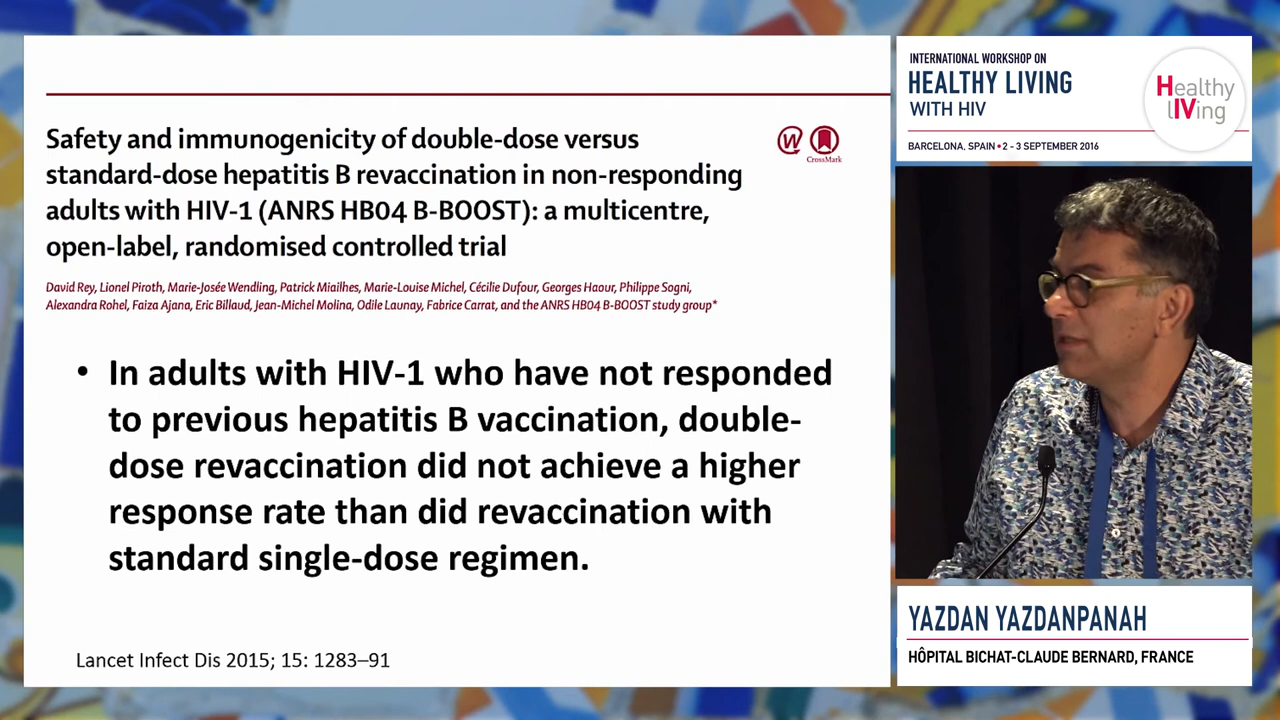 Safety and immunogenicity of double-dose versus
standard-dose hepatitis B revaccination in non-responding
adults with HIV-1 (ANRS HB04 B-BOOST): a multicentre,
open-label, randomised controlled trial
CrossMark
David Rey, Lionel Piroth, Marie-Josée Wendling, Patrick Miailhes, Marie-Louise Michel, Cécilie Dufour, Georges Haour, Philippe Sogni,
Alexandra Rohel, Faiza Ajana, Eric Billaud, Jean-Michel Molina, Odile Launay, Fabrice Carrat, and the ANRS HB04 B-BOOST study group*
• In adults with HIV-1 who have not responded
to previous hepatitis B vaccination, double-
dose revaccination did not achieve a higher
response rate than did revaccination with
standard single-dose regimen.
Lancet Infect Dis 2015; 15: 1283–91
INTERNATIONAL WORKSHOP ON
HEALTHY LIVING
WITH HIV
BARCELONA, SPAIN • 2 - 3 SEPTEMBER 2016
Healthy
lIVing
YAZDAN YAZDANPANAH
HÔPITAL BICHAT-CLAUDE BERNARD, FRANCE